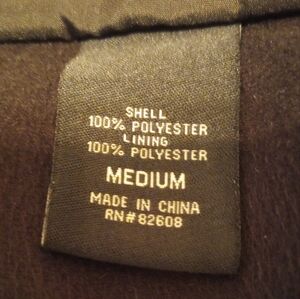 SHELL
100% POLYESTER
LINING
100% POLYESTER
MEDIUM
MADE IN CHINA
RN#82608